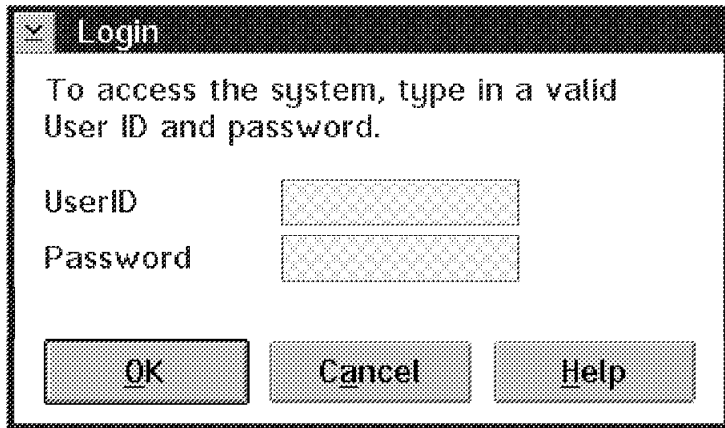 Login
To access the system, type in a valid
User ID and password.
UserID
Password
OK Cancel Help